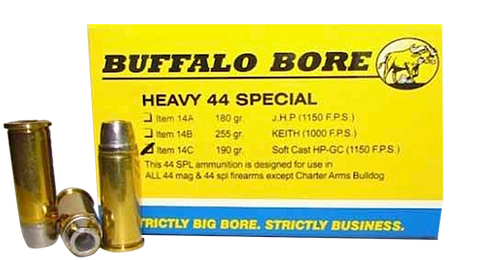 BUFFALO BORE
HEAVY 44 SPECIAL
Item 14A 180 gr. J.H.P (1150 F.P.S.)
Item 14B 255 gr. KEITH (1000 F.P.S.)
Item 14C 190 gr. Soft Cast HP-GC (1150 F.P.S.)
This 44 SPL ammunition is designed for use in
ALL 44 mag & 44 spl firearms except Charter Arms Bulldog
TRICTLY BIG BORE. STRICTLY BUSINESS.